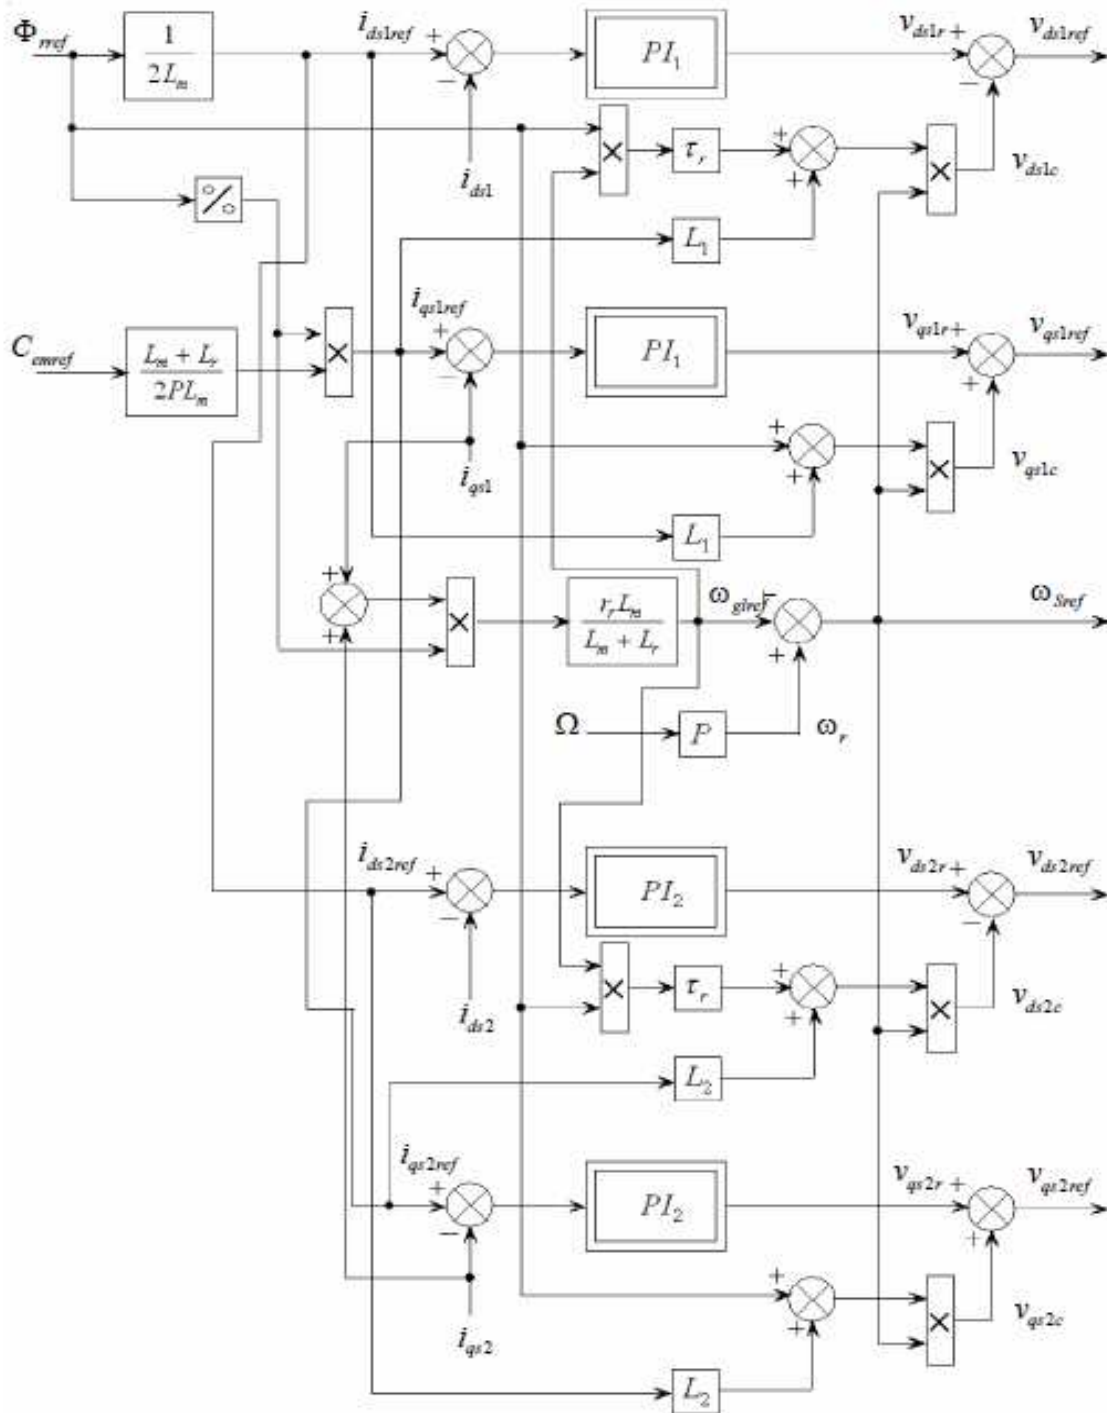 Φrref
1
2Lm
ids1ref +
−
ids1
PI1
vds1r +
−
vds1ref
×
τr
+
+
×
vds1c
%
L1
iqs1ref
+
−
PI1
vqs1r +
+
vqs1ref
Cemref
Lm + Lr
2PLm
×
iqs1
+
+
×
vqs1c
L1
+
+
×
rr Lm
Lm + Lr
ωglref −
+
ωSref
Ω
P
ωr
ids2ref +
−
ids2
PI2
vds2r +
−
vds2ref
×
τr
+
+
×
vds2c
L2
iqs2ref
+
−
PI2
vqs2r +
+
vqs2ref
iqs2
+
+
×
vqs2c
L2